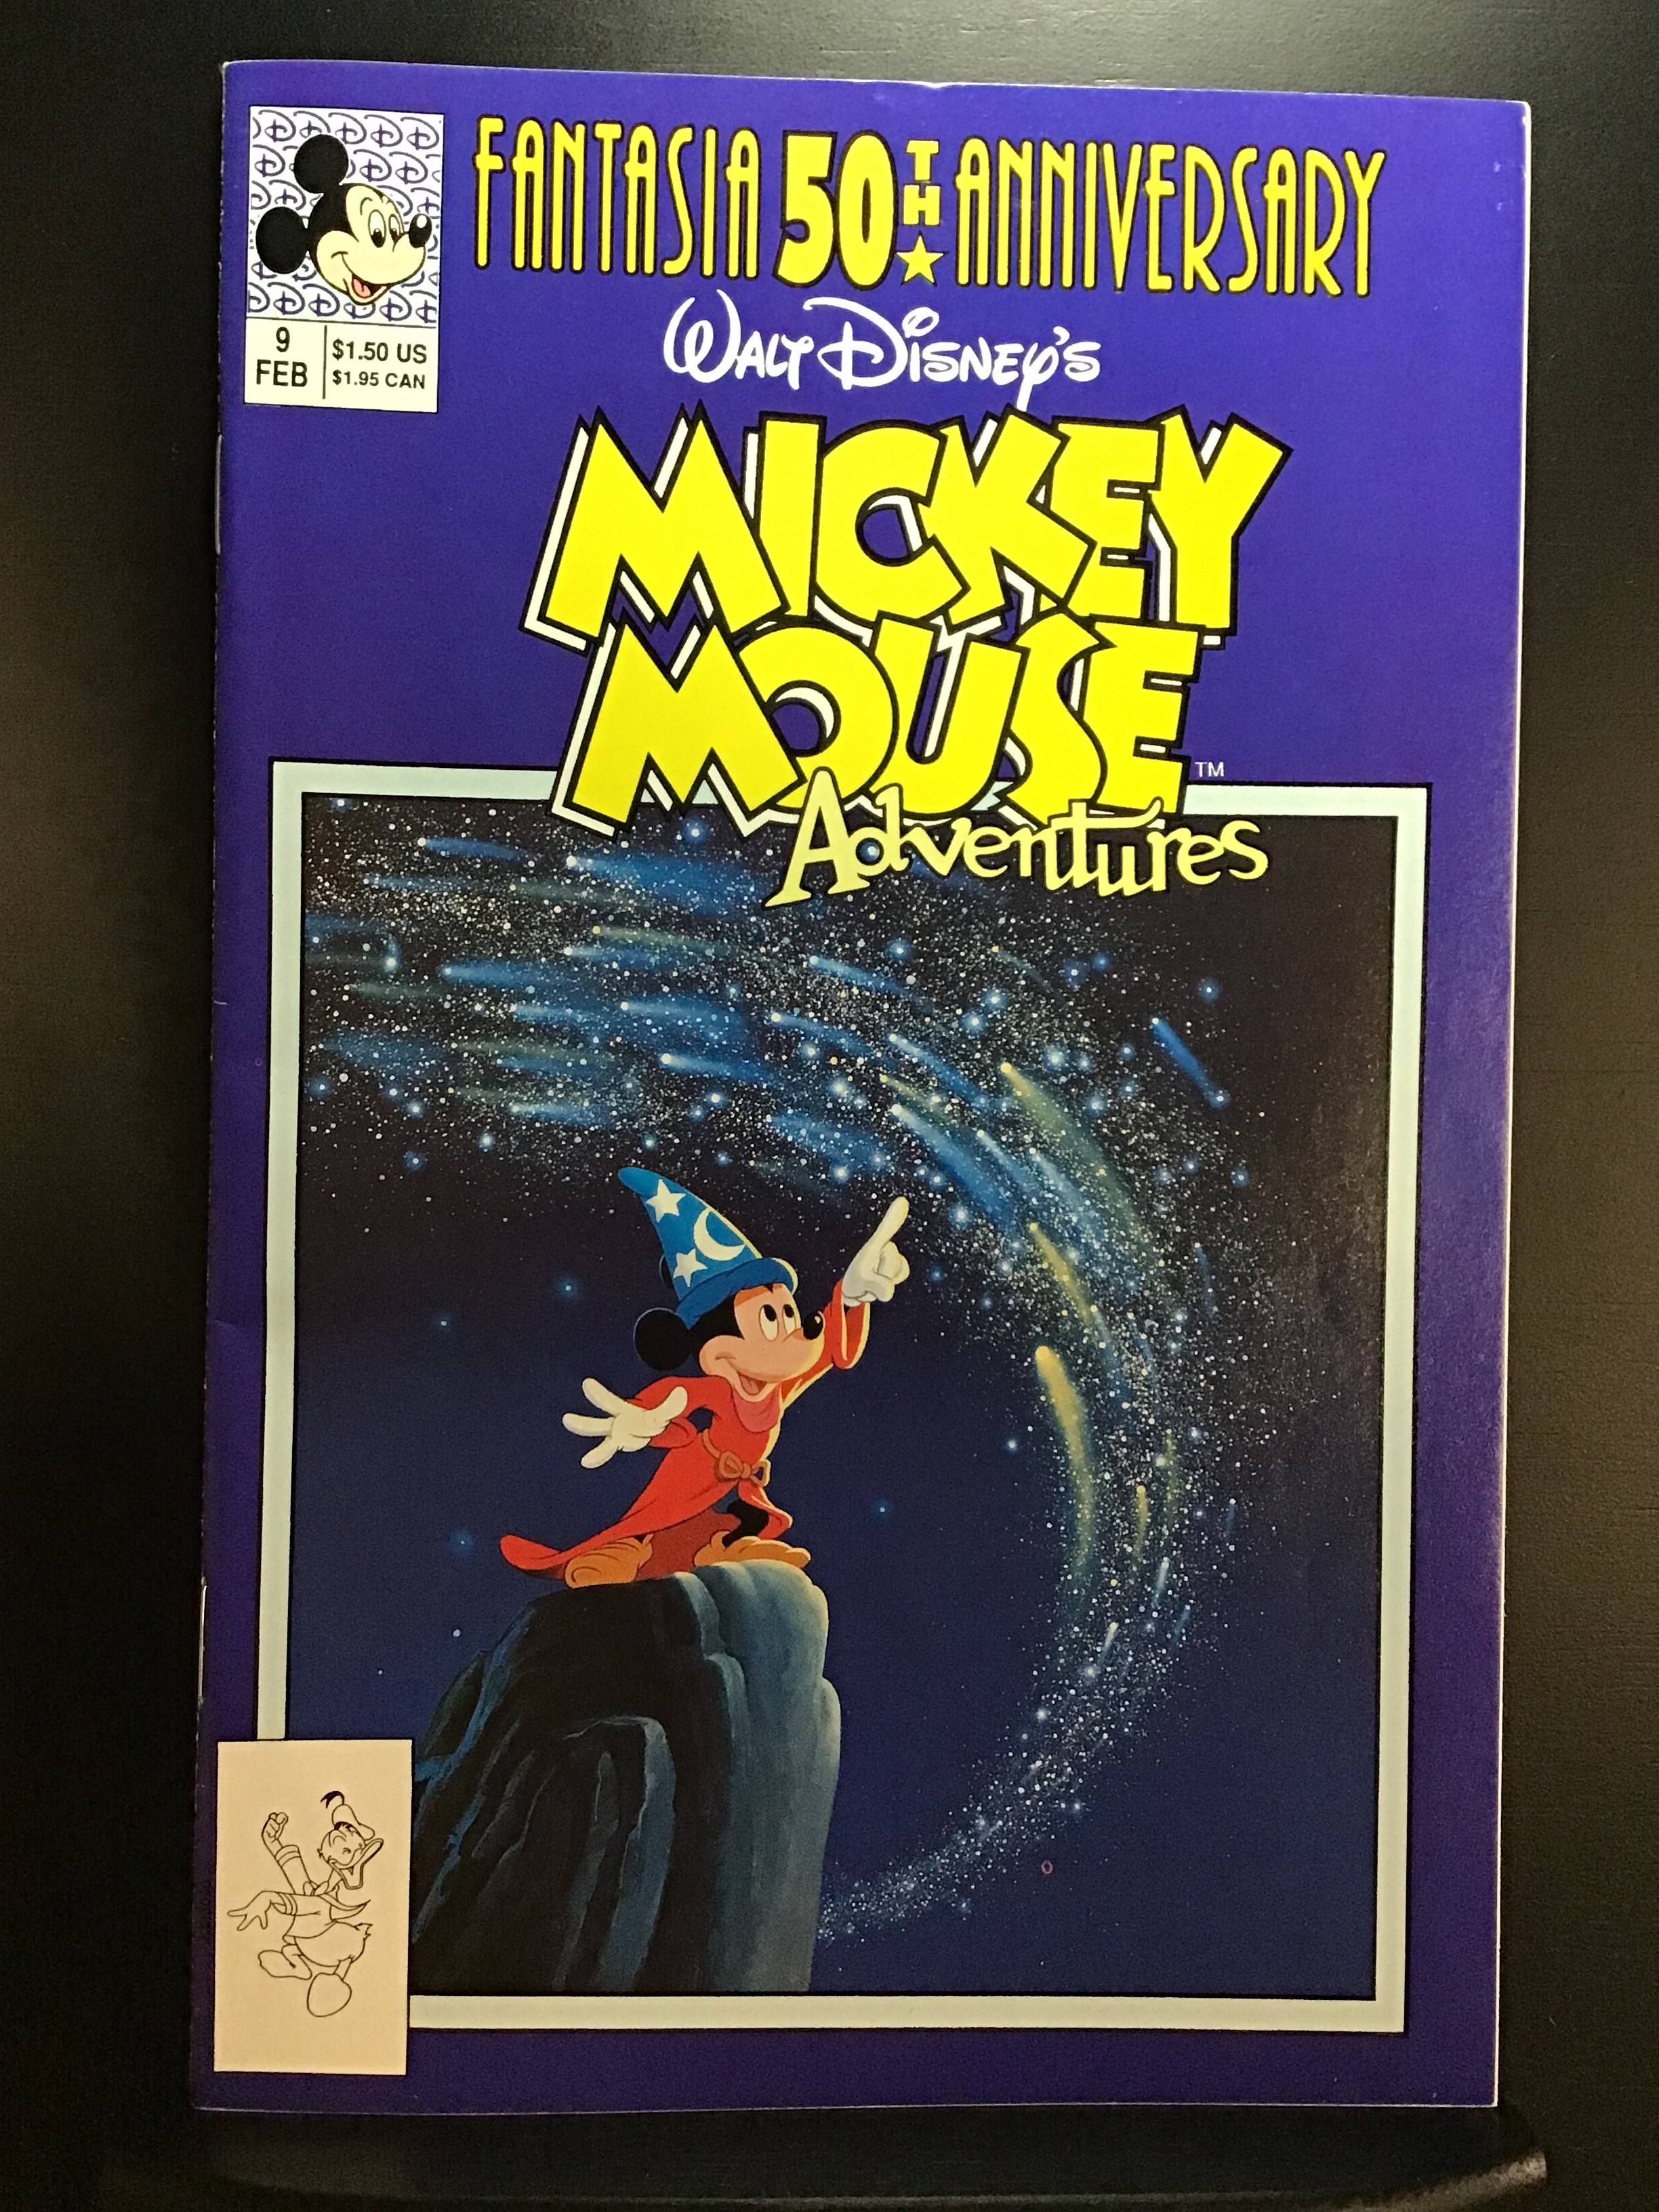 FANTASIA 50TH ANNIVERSARY
9
FEB
$1.50 US
$1.95 CAN
WALT DISNEY'S
MICKEY
MOUSE TM
Adventures